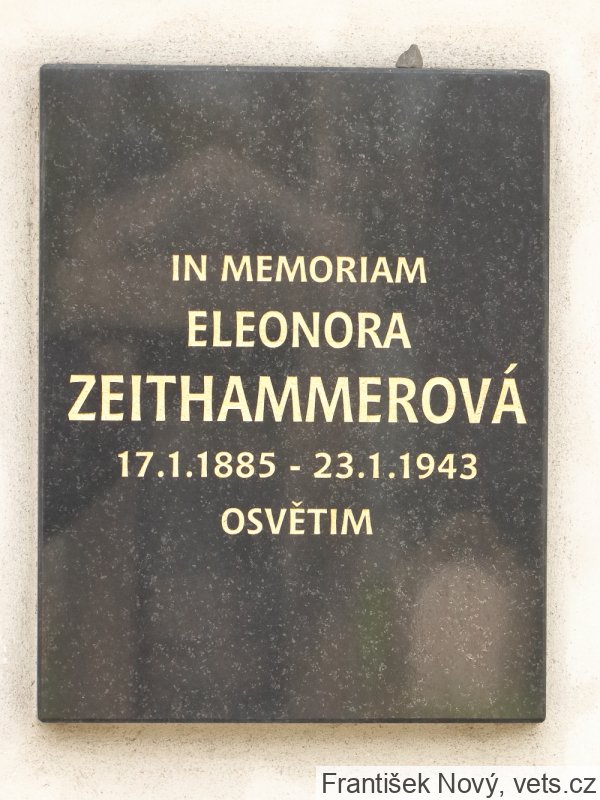 IN MEMORIAM
ELEONORA
ZEITHAMMEROVÁ
17.1.1885 - 23.1.1943
OSVĚTIM
František Nový, vets.cz